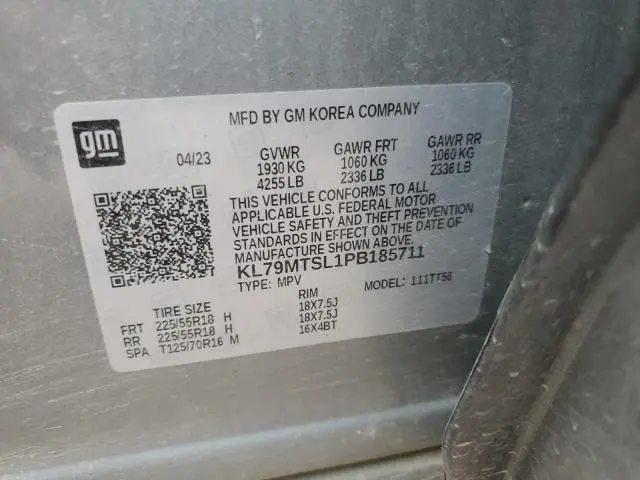 MFD BY GM KOREA COMPANY
gm
04/23
GVWR GAWR FRT GAWR RR
1930 KG 1060 KG 1060 KG
4255 LB 2336 LB 2336 LB
THIS VEHICLE CONFORMS TO ALL
APPLICABLE U.S. FEDERAL MOTOR
VEHICLE SAFETY AND THEFT PREVENTION
STANDARDS IN EFFECT ON THE DATE OF
MANUFACTURE SHOWN ABOVE.
KL79MTSL1PB185711
TYPE: MPV MODEL: 111TT56
TIRE SIZE RIM
FRT 225/55R18 H 18X7.5J
RR 225/55R18 H 18X7.5J
SPA T125/70R16 M 16X4BT